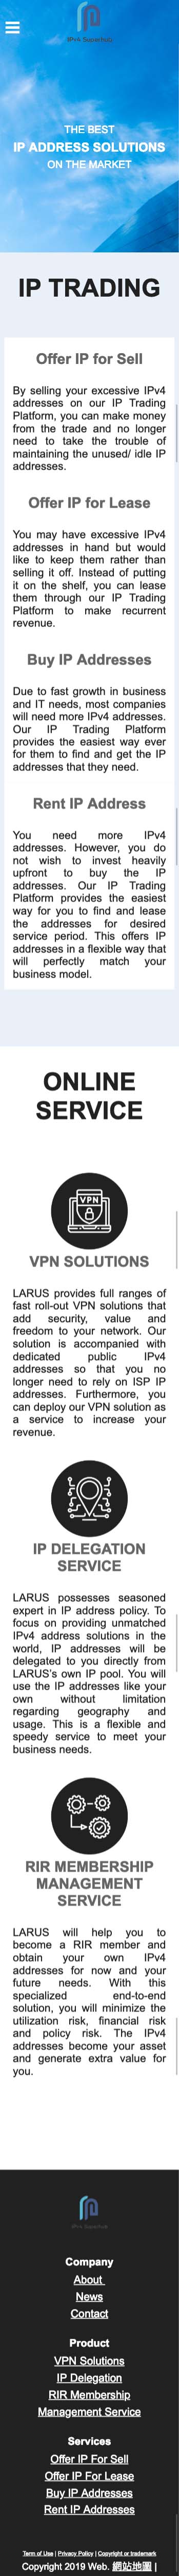 IPv4 Superhub
THE BEST
IP ADDRESS SOLUTIONS
ON THE MARKET
IP TRADING
Offer IP for Sell
By selling your excessive IPv4
addresses on our IP Trading
Platform, you can make money
from the trade and no longer
need to take the trouble of
maintaining the unused/ idle IP
addresses.
Offer IP for Lease
You may have excessive IPv4
addresses in hand but would
like to keep them rather than
selling it off. Instead of putting
it on the shelf, you can lease
them through our IP Trading
Platform to make recurrent
revenue.
Buy IP Addresses
Due to fast growth in business
and IT needs, most companies
will need more IPv4 addresses.
Our IP Trading Platform
provides the easiest way ever
for them to find and get the IP
addresses that they need.
Rent IP Address
You need more IPv4
addresses. However, you do
not wish to invest heavily
upfront to buy the IP
addresses. Our IP Trading
Platform provides the easiest
way for you to find and lease
the addresses for desired
service period. This offers IP
addresses in a flexible way that
will perfectly match your
business model.
ONLINE
SERVICE
VPN
VPN SOLUTIONS
LARUS provides full ranges of
fast roll-out VPN solutions that
add security, value and
freedom to your network. Our
solution is accompanied with
dedicated public IPv4
addresses so that you no
longer need to rely on ISP IP
addresses. Furthermore, you
can deploy our VPN solution as
a service to increase your
revenue.
IP DELEGATION
SERVICE
LARUS possesses seasoned
expert in IP address policy. To
focus on providing unmatched
IPv4 address solutions in the
world, IP addresses will be
delegated to you directly from
LARUS's own IP pool. You will
use the IP addresses like your
own without limitation
regarding geography and
usage. This is a flexible and
speedy service to meet your
business needs.
RIR MEMBERSHIP
MANAGEMENT
SERVICE
LARUS will help you to
become a RIR member and
obtain your own IPv4
addresses for now and your
future needs. With this
specialized end-to-end
solution, you will minimize the
utilization risk, financial risk
and policy risk. The IPv4
addresses become your asset
and generate extra value for
you.
IPv4 Superhub
Company
About
News
Contact
Product
VPN Solutions
IP Delegation
RIR Membership
Management Service
Services
Offer IP For Sell
Offer IP For Lease
Buy IP Addresses
Rent IP Addresses
Term of Use | Privacy Policy | Copyright or trademark
Copyright 2019 Web. 網站地圖 |